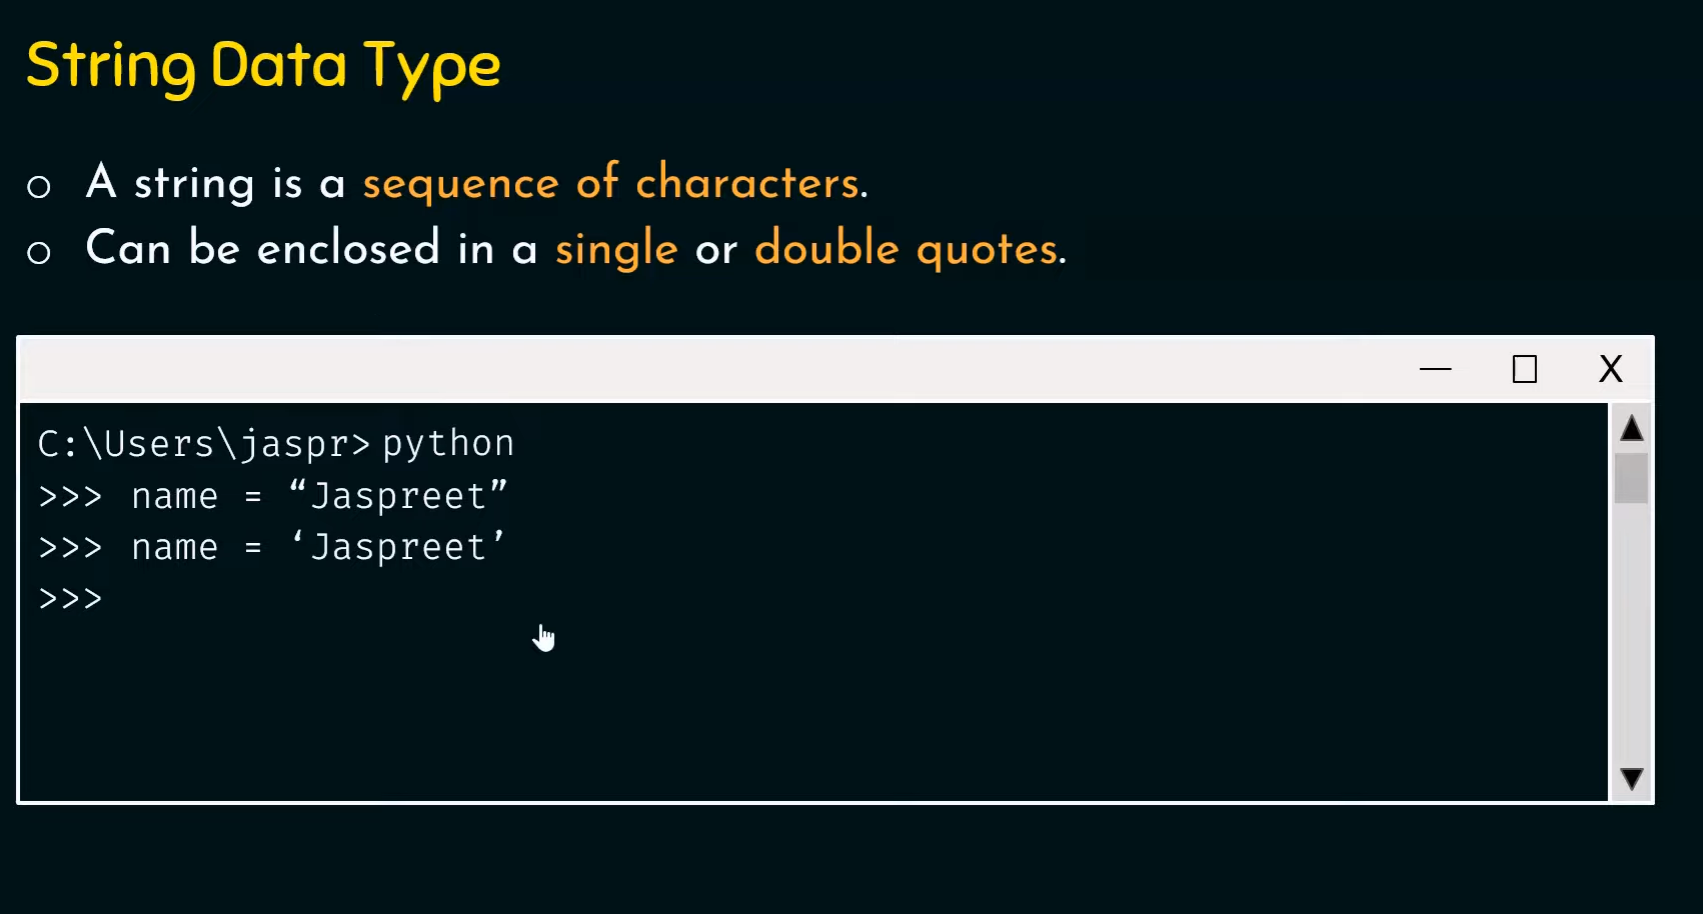 String Data Type
○ A string is a sequence of characters.
○ Can be enclosed in a single or double quotes.
— □ X
C:\Users\jaspr> python
>>> name = “Jaspreet”
>>> name = ‘Jaspreet’
>>>